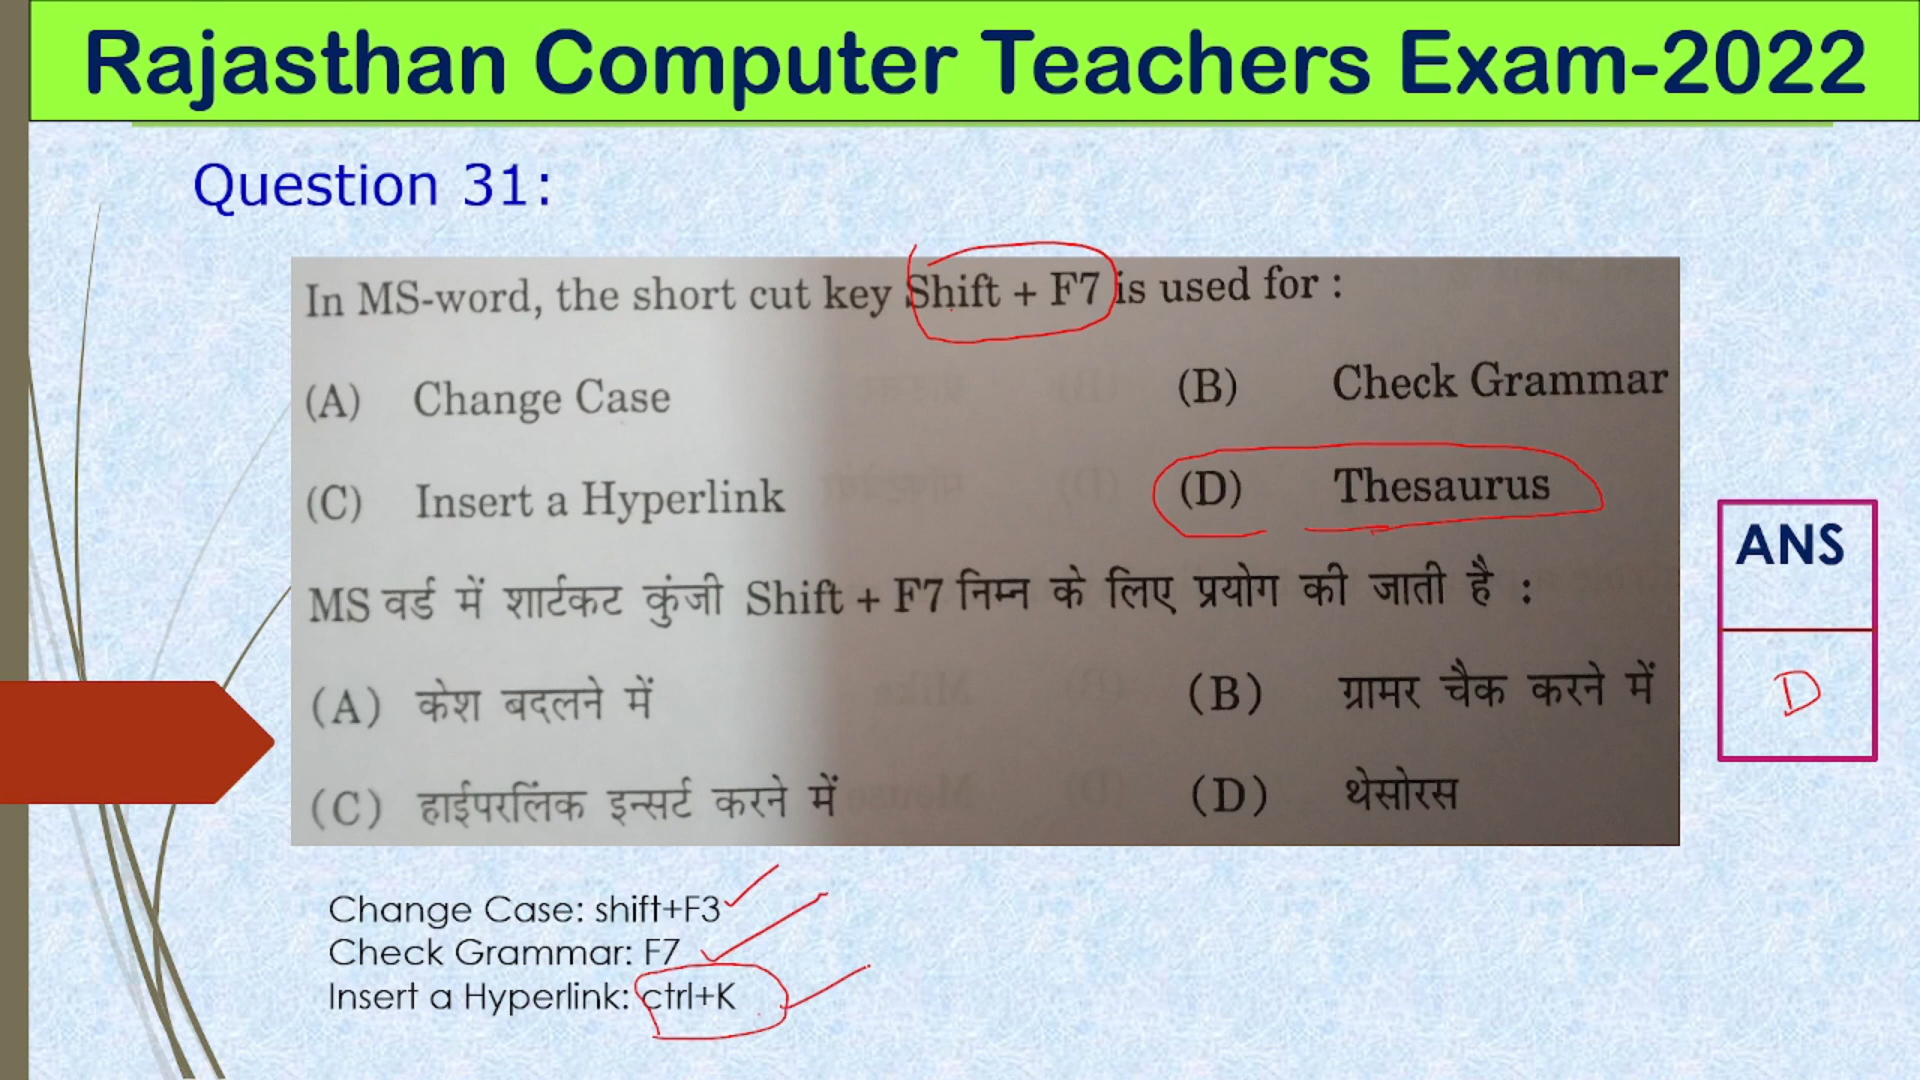 Rajasthan Computer Teachers Exam-2022
Question 31:
In MS-word, the short cut key Shift + F7 is used for :
(A) Change Case (B) Check Grammar
(C) Insert a Hyperlink (D) Thesaurus
MS वर्ड में शार्टकट कुंजी Shift + F7 निम्न के लिए प्रयोग की जाती है :
(A) केश बदलने में (B) ग्रामर चैक करने में
(C) हाईपरलिंक इन्सर्ट करने में (D) थेसोरस
ANS
D
Change Case: shift+F3
Check Grammar: F7
Insert a Hyperlink: ctrl+K